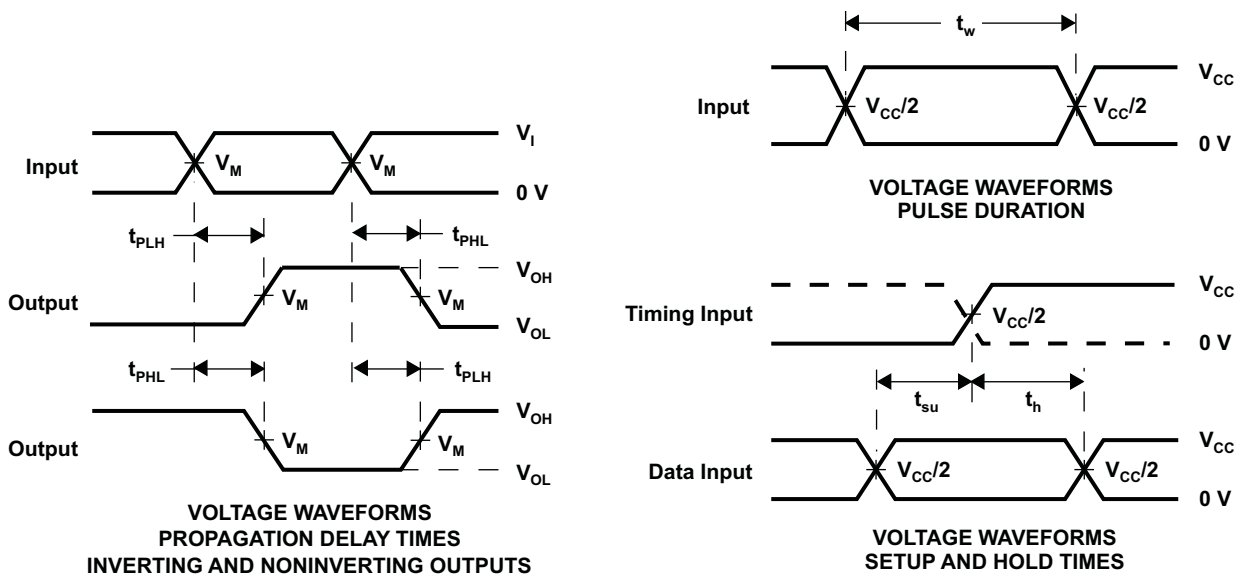 Input
V_M
V_M
V_I
0 V
t_PLH
t_PHL
Output
V_M
V_M
V_OH
V_OL
t_PHL
t_PLH
Output
V_M
V_M
V_OH
V_OL
VOLTAGE WAVEFORMS
PROPAGATION DELAY TIMES
INVERTING AND NONINVERTING OUTPUTS
t_w
Input
V_CC/2
V_CC/2
V_CC
0 V
VOLTAGE WAVEFORMS
PULSE DURATION
Timing Input
V_CC/2
V_CC
0 V
t_su
t_h
Data Input
V_CC/2
V_CC/2
V_CC
0 V
VOLTAGE WAVEFORMS
SETUP AND HOLD TIMES